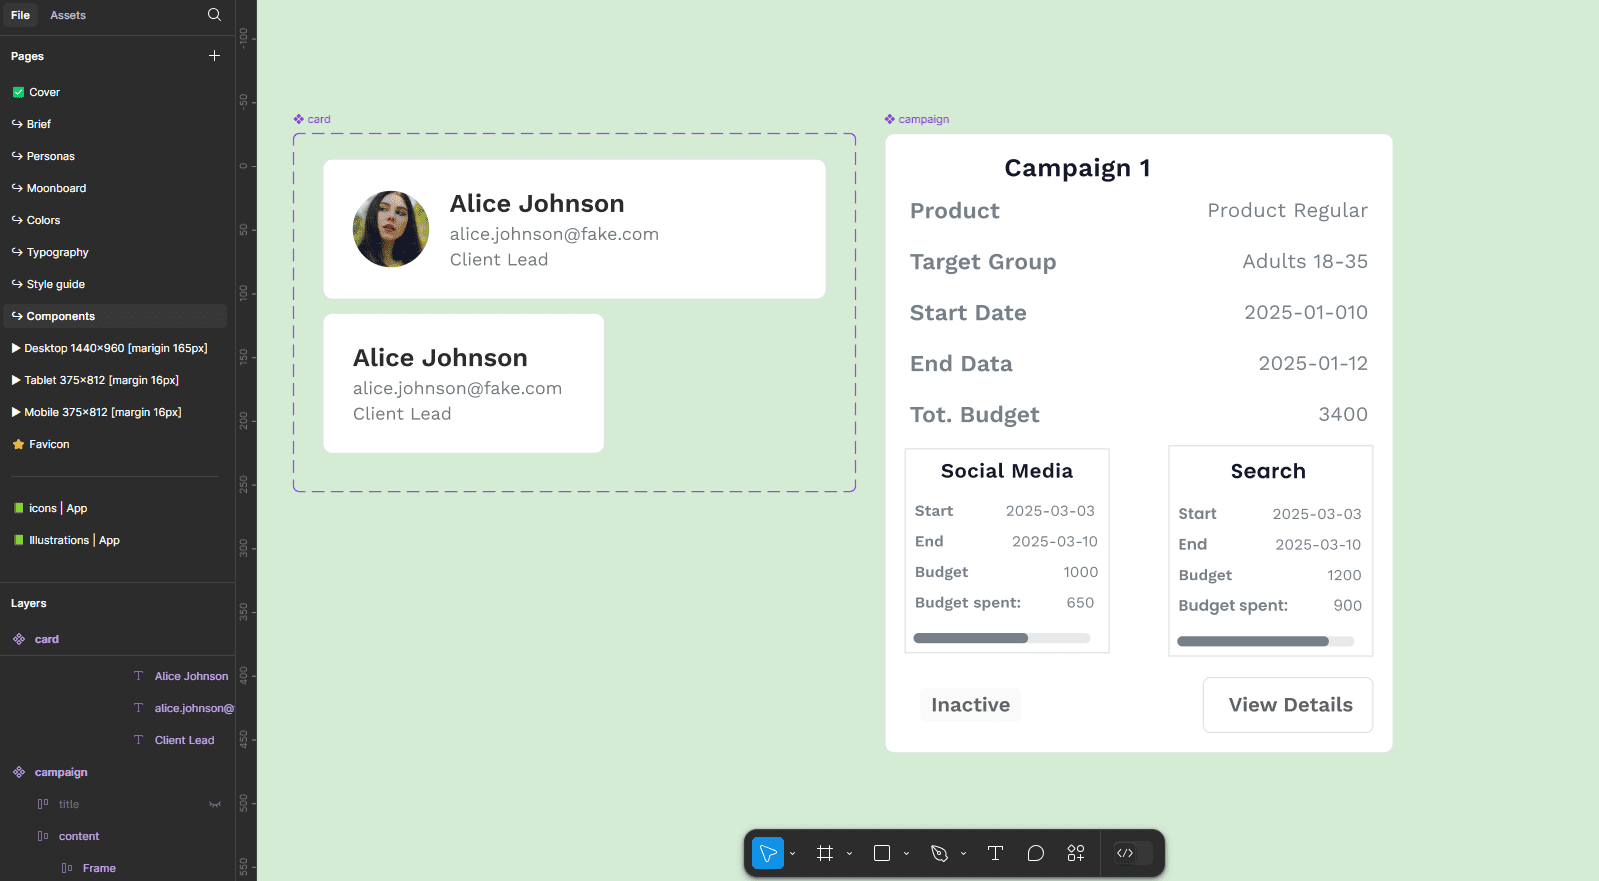 File Assets
Pages
Cover
Brief
Personas
Moonboard
Colors
Typography
Style guide
Components
Desktop 1440×960 [marigin 165px]
Tablet 375×812 [margin 16px]
Mobile 375×812 [margin 16px]
Favicon
icons | App
Illustrations | App
Layers
card
Alice Johnson
alice.johnson@
Client Lead
campaign
title
content
Frame
-100
-50
0
50
100
150
200
250
300
350
400
450
500
550
card
Alice Johnson
alice.johnson@fake.com
Client Lead
Alice Johnson
alice.johnson@fake.com
Client Lead
campaign
Campaign 1
Product Product Regular
Target Group Adults 18-35
Start Date 2025-01-010
End Data 2025-01-12
Tot. Budget 3400
Social Media
Start 2025-03-03
End 2025-03-10
Budget 1000
Budget spent: 650
Search
Start 2025-03-03
End 2025-03-10
Budget 1200
Budget spent: 900
Inactive
View Details